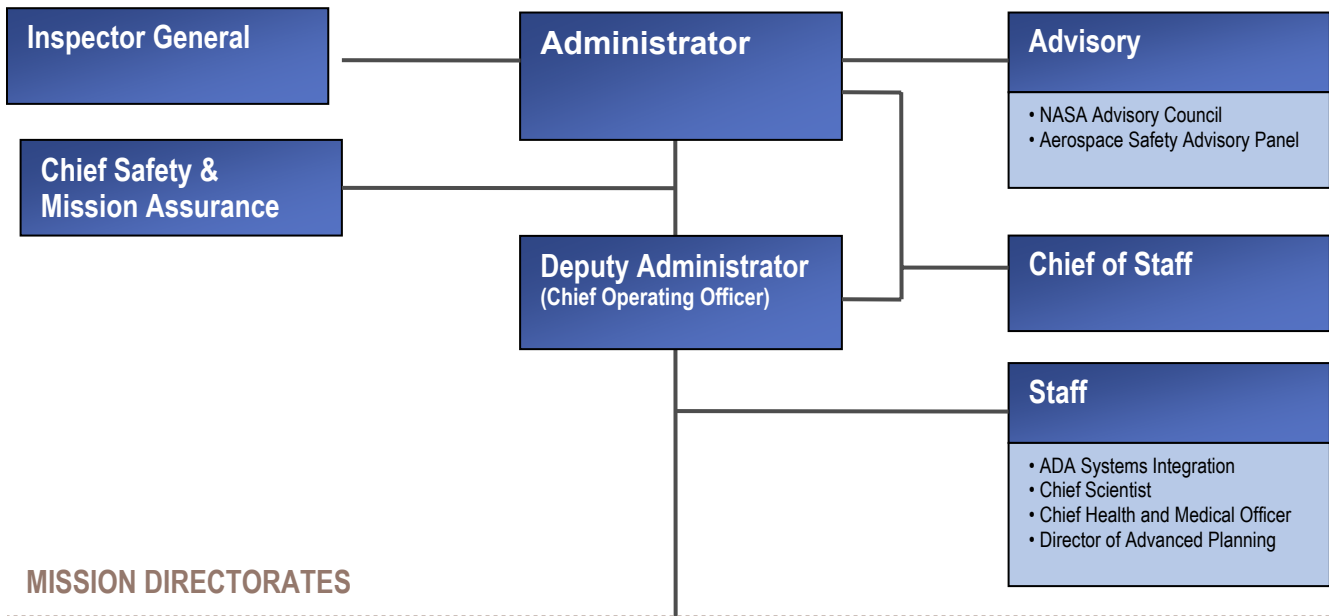 Inspector General
Administrator
Advisory
• NASA Advisory Council
• Aerospace Safety Advisory Panel
Chief Safety &
Mission Assurance
Deputy Administrator
(Chief Operating Officer)
Chief of Staff
Staff
• ADA Systems Integration
• Chief Scientist
• Chief Health and Medical Officer
• Director of Advanced Planning
MISSION DIRECTORATES